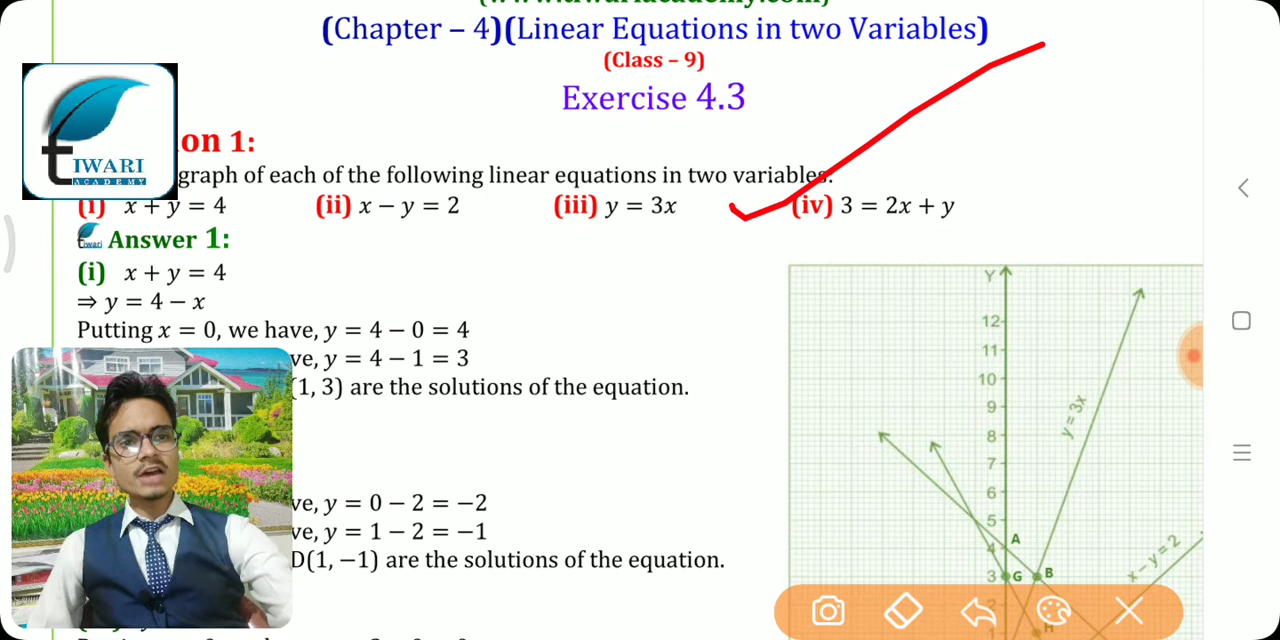 (Chapter – 4)(Linear Equations in two Variables)
(Class – 9)
Exercise 4.3
on 1:
graph of each of the following linear equations in two variables.
(i) x + y = 4 (ii) x − y = 2 (iii) y = 3x (iv) 3 = 2x + y
TIWARI
ACADEMY
Answer 1:
(i) x + y = 4
⇒ y = 4 − x
Putting x = 0, we have, y = 4 − 0 = 4
ve, y = 4 − 1 = 3
(1, 3) are the solutions of the equation.
ve, y = 0 − 2 = −2
ve, y = 1 − 2 = −1
D(1, −1) are the solutions of the equation.
Y
12
11
10
9
8
7
6
5
4
3
A
G
B
H
y = 3x
x − y = 2